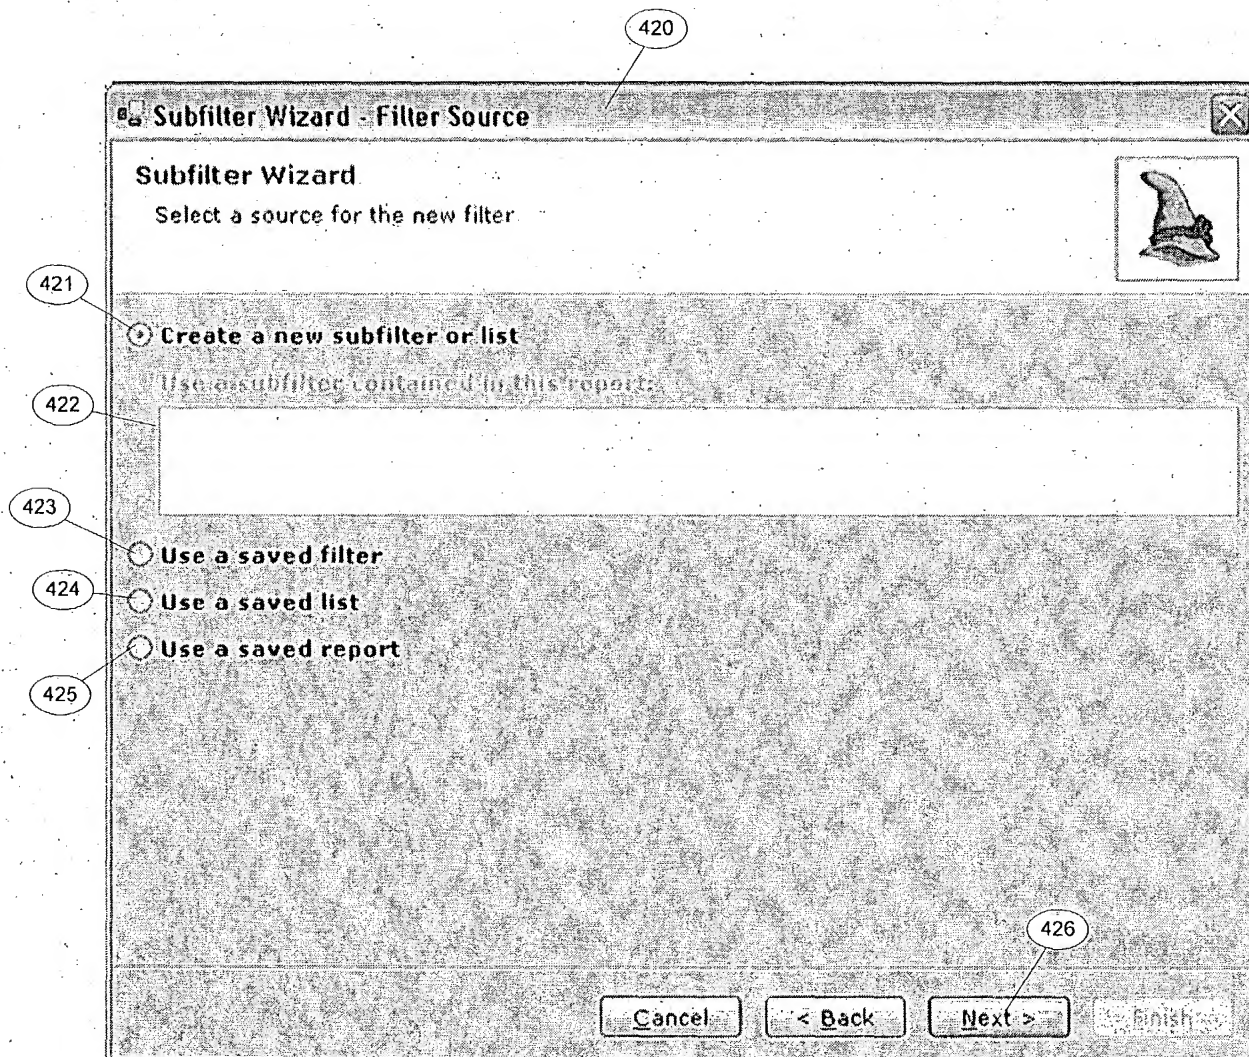 420
Subfilter Wizard - Filter Source
Subfilter Wizard
Select a source for the new filter
421
Create a new subfilter or list
Use a subfilter contained in this report:
422
423
Use a saved filter
424
Use a saved list
Use a saved report
425
426
Cancel
< Back
Next >
Finish